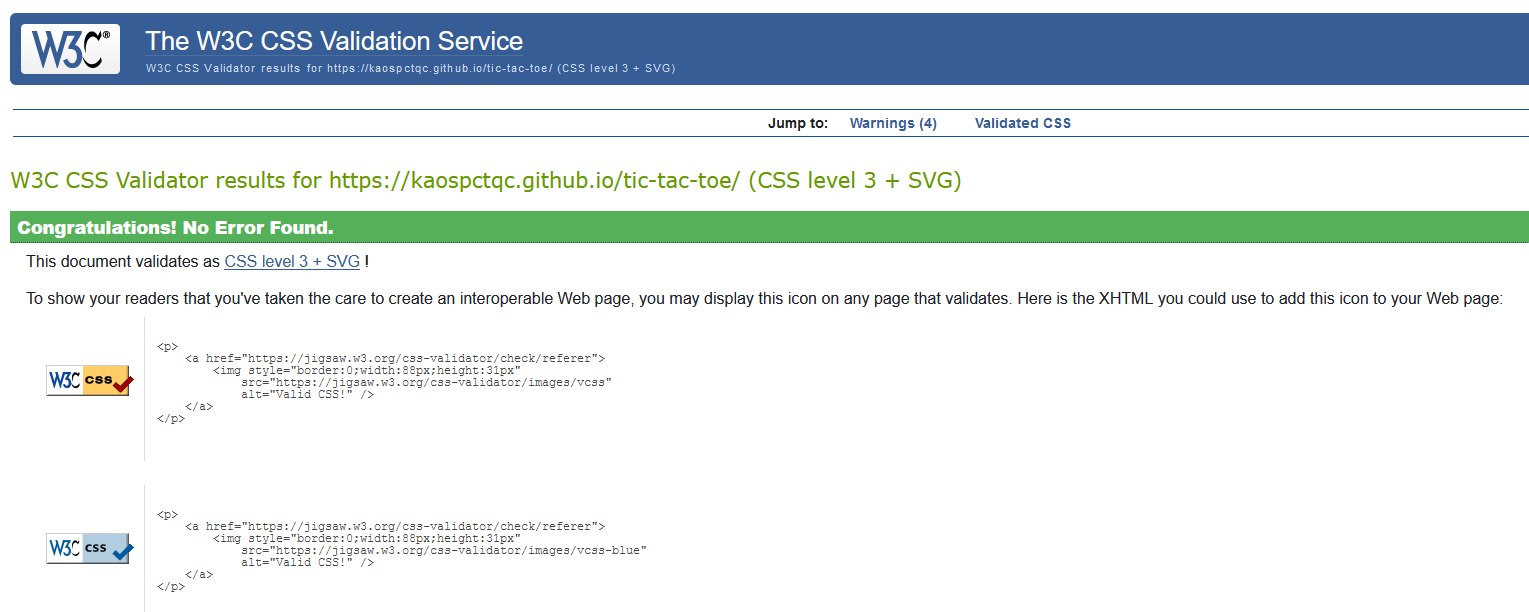 W3C®
The W3C CSS Validation Service
W3C CSS Validator results for https://kaospctqc.github.io/tic-tac-toe/ (CSS level 3 + SVG)
Jump to: Warnings (4) Validated CSS
W3C CSS Validator results for https://kaospctqc.github.io/tic-tac-toe/ (CSS level 3 + SVG)
Congratulations! No Error Found.
This document validates as CSS level 3 + SVG !
To show your readers that you've taken the care to create an interoperable Web page, you may display this icon on any page that validates. Here is the XHTML you could use to add this icon to your Web page:
W3C css
<p>
<a href="https://jigsaw.w3.org/css-validator/check/referer">
<img style="border:0;width:88px;height:31px"
src="https://jigsaw.w3.org/css-validator/images/vcss"
alt="Valid CSS!" />
</a>
</p>
W3C css
<p>
<a href="https://jigsaw.w3.org/css-validator/check/referer">
<img style="border:0;width:88px;height:31px"
src="https://jigsaw.w3.org/css-validator/images/vcss-blue"
alt="Valid CSS!" />
</a>
</p>